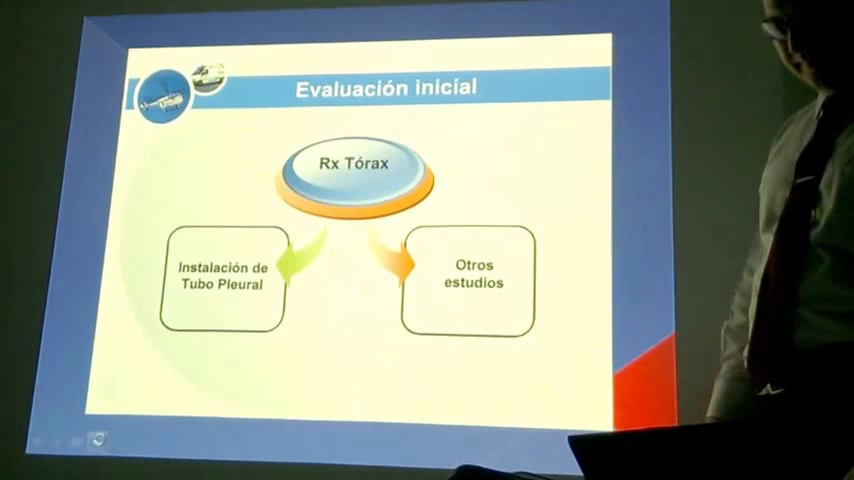 Evaluación inicial
Rx Tórax
Instalación de
Tubo Pleural
Otros
estudios